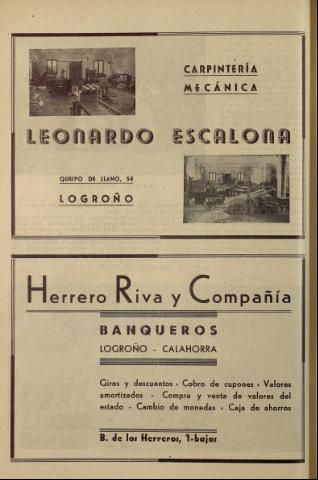 CARPINTERÍA
MECÁNICA
LEONARDO ESCALONA
QUEIPO DE LLANO, 54
LOGROÑO
Herrero Riva y Compañía
BANQUEROS
LOGROÑO - CALAHORRA
Giros y descuentos - Cobro de cupones - Valores
amortizados - Compra y venta de valores del
estado - Cambio de monedas - Caja de ahorros
B. de los Herreros, 1-bajos